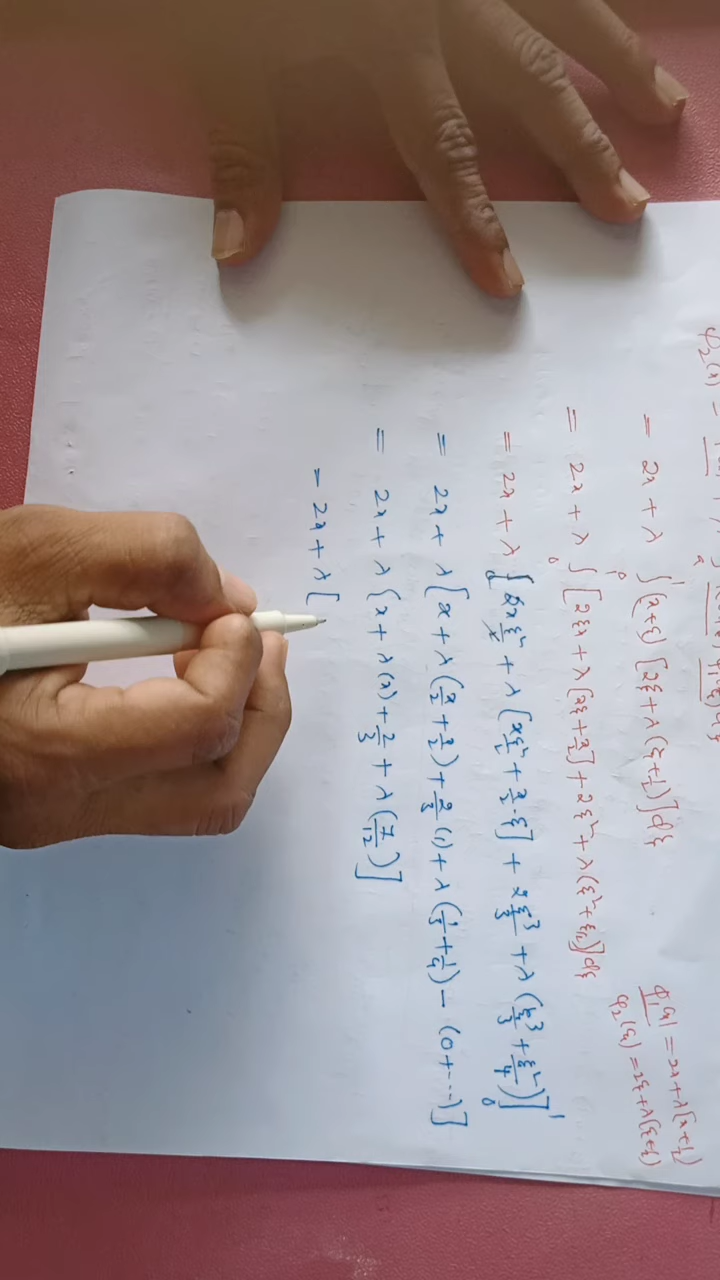 φ₂(x) =
φ₁(x) = 2x+λ[x+½]
φ₂(ξ) = 2ξ+λ(ξ+½)
= 2x + λ ∫₀¹ (x+ξ) [2ξ+λ(ξ+½)]dξ
= 2x + λ ∫₀¹ [2ξx+λ[xξ+x/2]+2ξ²+λ(ξ²+ξ/2)]dξ
= 2x + λ [2xξ²/2 + λ[xξ²/2 + x/2·ξ] + 2ξ³/3 + λ(ξ³/3 + ξ²/4)]₀¹
= 2x + λ[x + λ(x/2 + x/2) + 2/3(1) + λ(1/3 + 1/4) - (0+---)]
= 2x + λ{x + λ(x) + 2/3 + λ(7/12)]
= 2x + λ[